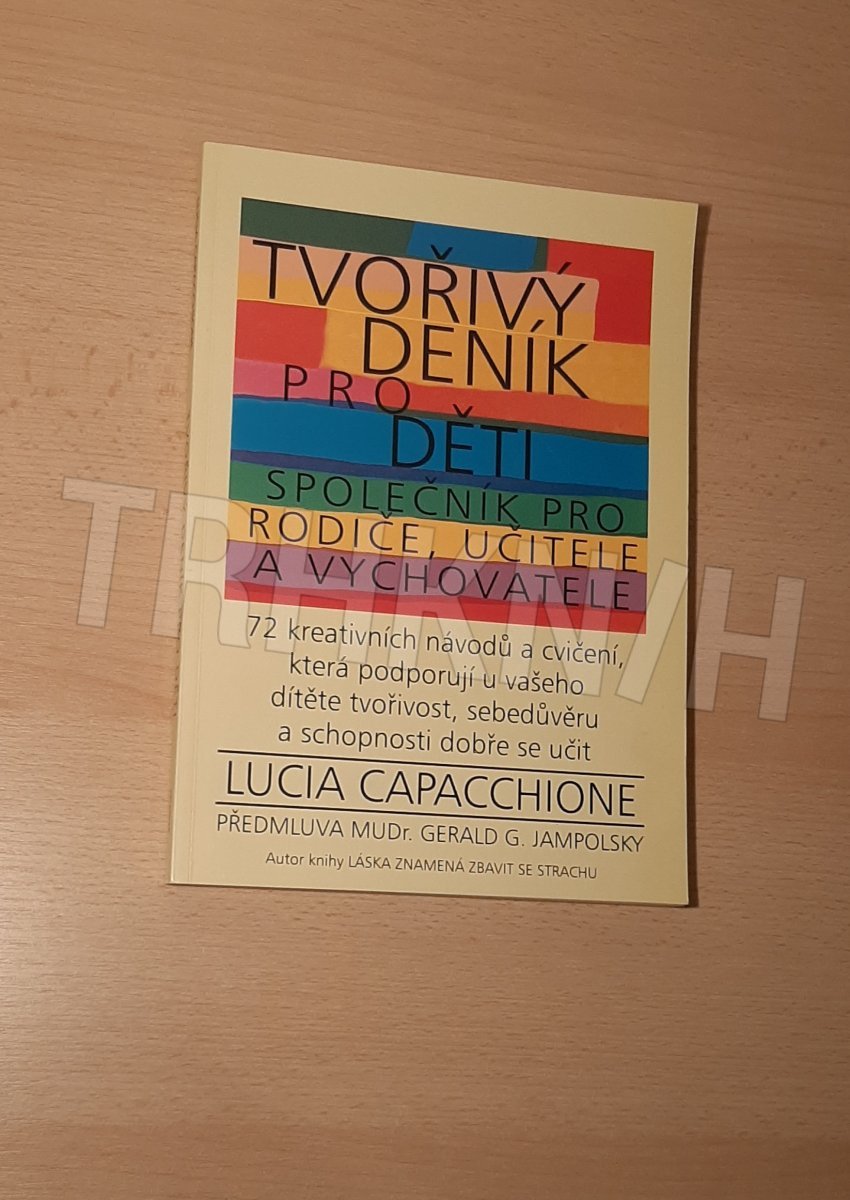 TVOŘIVÝ
DENÍK
PRO
DĚTI
SPOLEČNÍK PRO
RODIČE, UČITELE
A VYCHOVATELE
72 kreativních návodů a cvičení,
která podporují u vašeho
dítěte tvořivost, sebedůvěru
a schopnosti dobře se učit
LUCIA CAPACCHIONE
PŘEDMLUVA MUDr. GERALD G. JAMPOLSKY
Autor knihy LÁSKA ZNAMENÁ ZBAVIT SE STRACHU
TRHKNIH